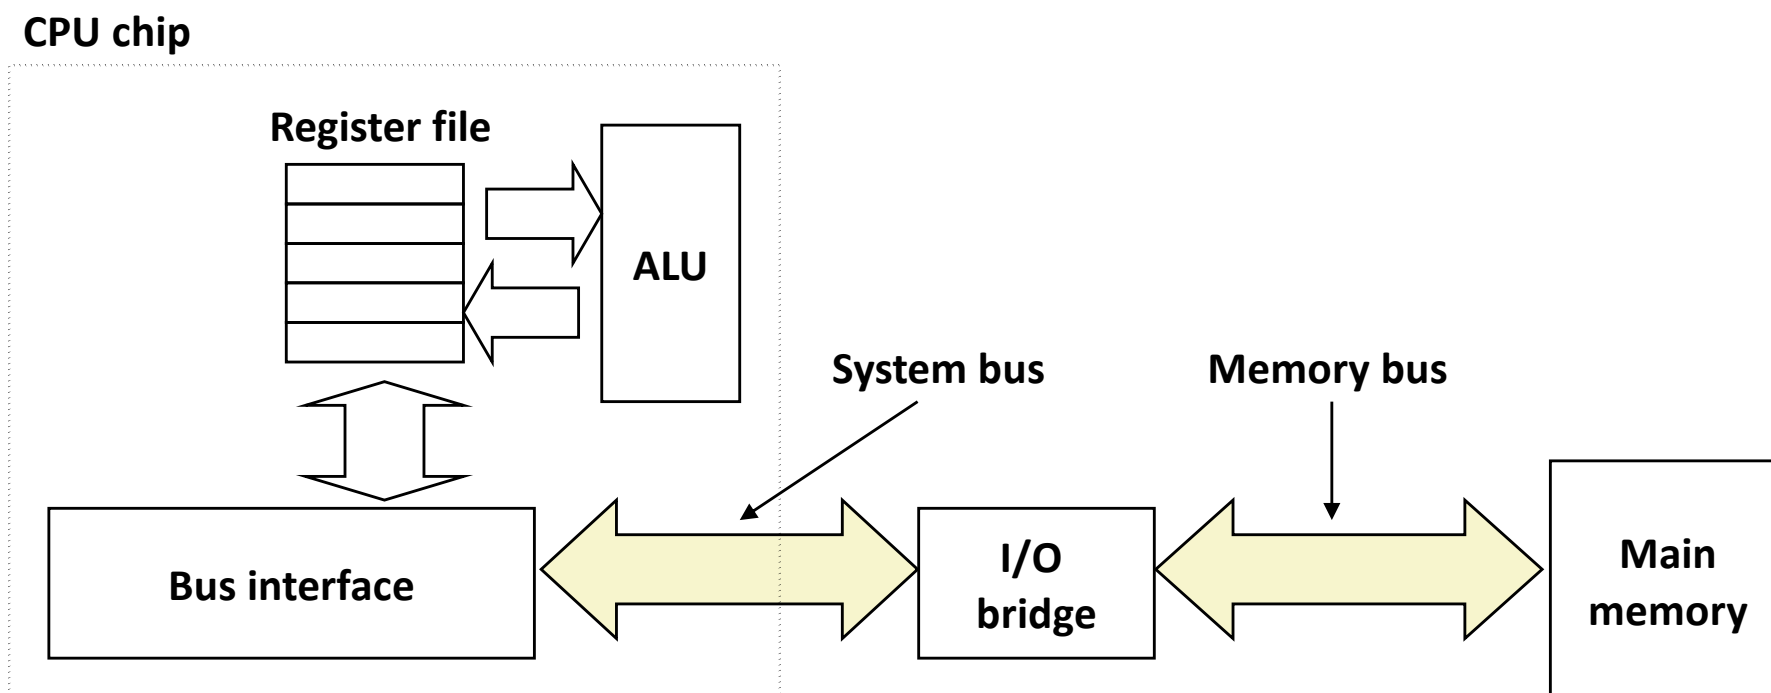 CPU chip
Register file
ALU
System bus
Memory bus
Bus interface
I/O
bridge
Main
memory